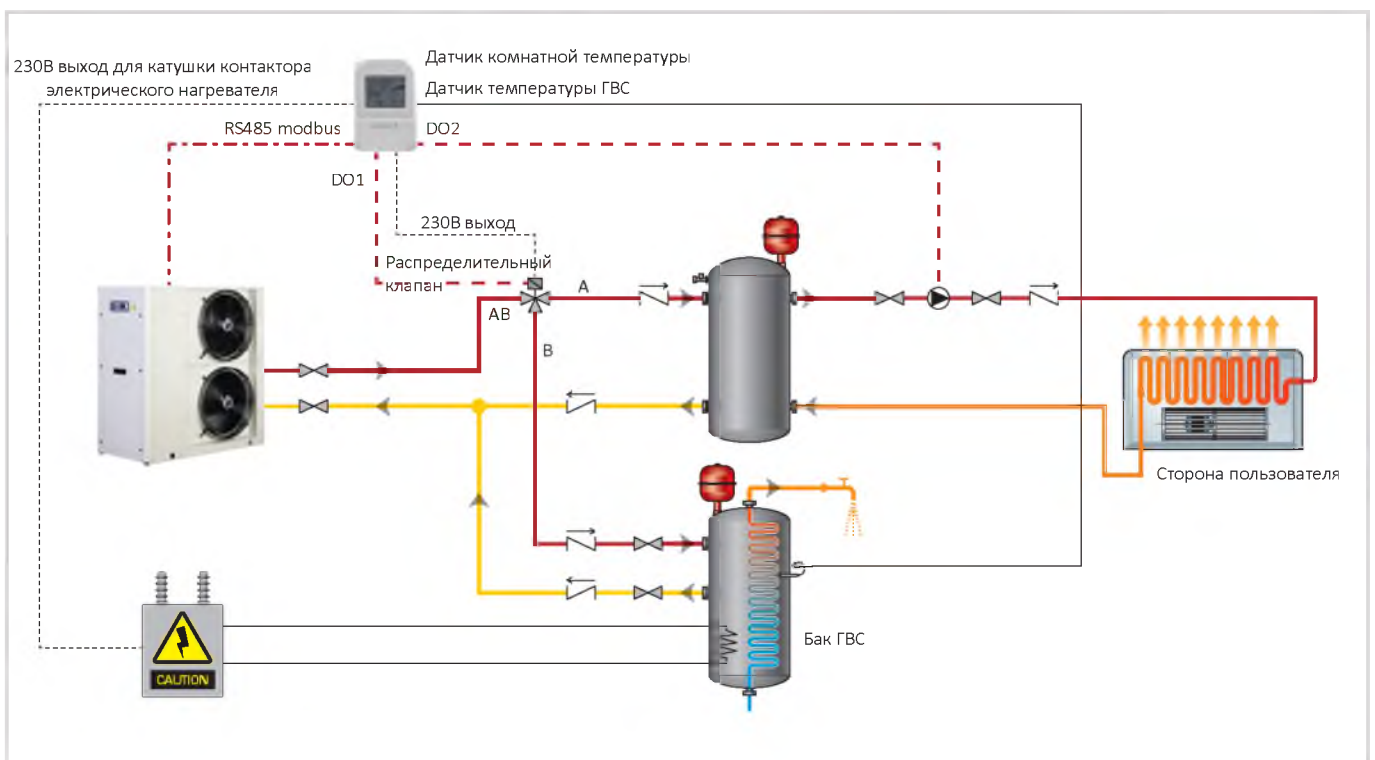 Датчик комнатной температуры
230В выход для катушки контактора
электрического нагревателя
Датчик температуры ГВС
RS485 modbus
DO2
DO1
230В выход
Распределительный
клапан
A
AB
B
Сторона пользователя
Бак ГВС
CAUTION